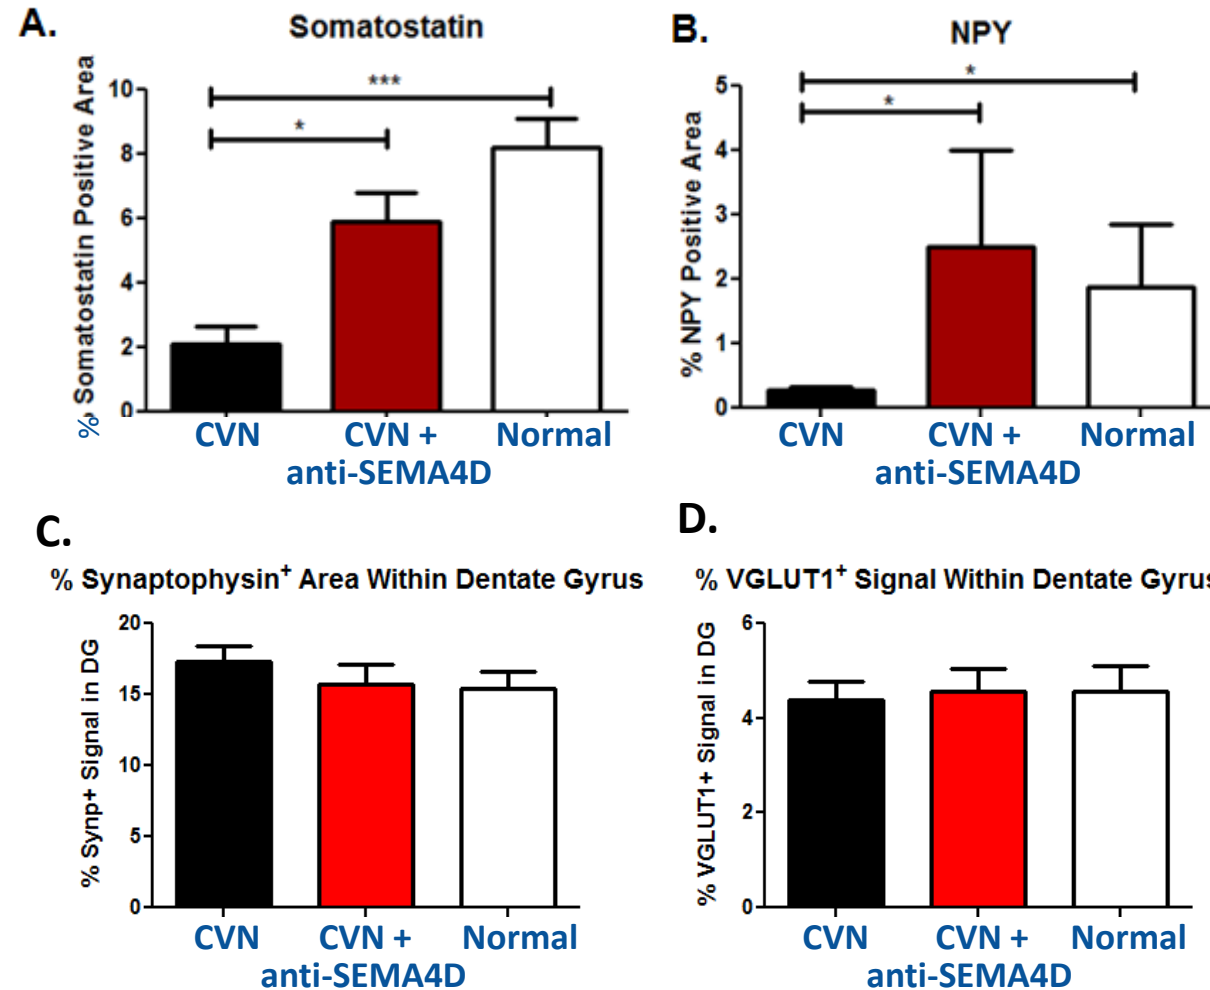 A.
Somatostatin
% Somatostatin Positive Area
10
8
6
4
2
0
***
*
CVN
CVN +
anti-SEMA4D
Normal
B.
NPY
% NPY Positive Area
5
4
3
2
1
0
*
*
CVN
CVN +
anti-SEMA4D
Normal
C.
% Synaptophysin⁺ Area Within Dentate Gyrus
% Synp+ Signal in DG
20
15
10
5
0
CVN
CVN +
anti-SEMA4D
Normal
D.
% VGLUT1⁺ Signal Within Dentate Gyrus
% VGLUT1+ Signal in DG
6
4
2
0
CVN
CVN +
anti-SEMA4D
Normal